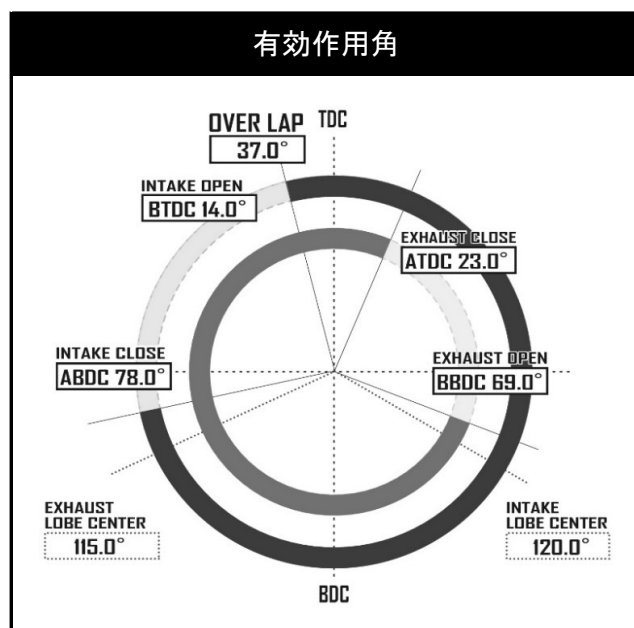 有効作用角
OVER LAP
37.0°
TDC
INTAKE OPEN
BTDC 14.0°
EXHAUST CLOSE
ATDC 23.0°
INTAKE CLOSE
ABDC 78.0°
EXHAUST OPEN
BBDC 69.0°
EXHAUST
LOBE CENTER
115.0°
INTAKE
LOBE CENTER
120.0°
BDC